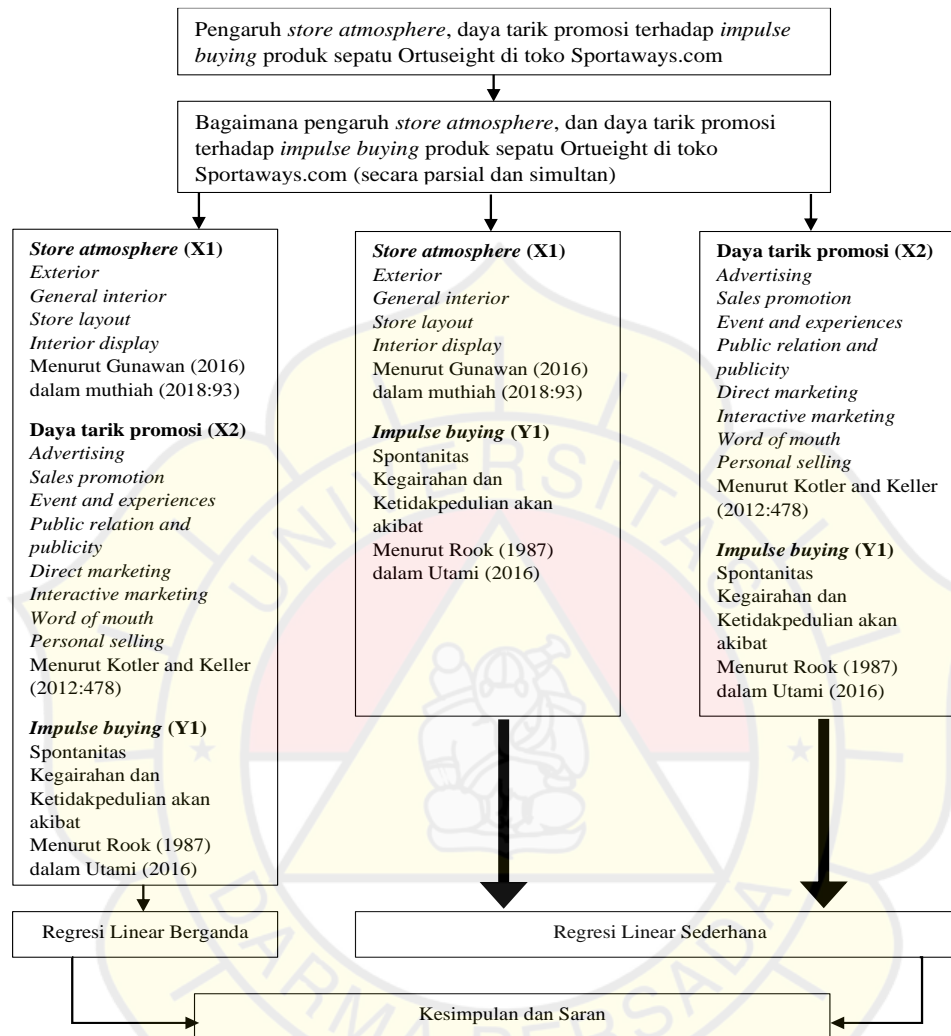 Pengaruh store atmosphere, daya tarik promosi terhadap impulse
buying produk sepatu Ortuseight di toko Sportaways.com
Bagaimana pengaruh store atmosphere, dan daya tarik promosi
terhadap impulse buying produk sepatu Ortueight di toko
Sportaways.com (secara parsial dan simultan)
Store atmosphere (X1)
Exterior
General interior
Store layout
Interior display
Menurut Gunawan (2016)
dalam muthiah (2018:93)
Daya tarik promosi (X2)
Advertising
Sales promotion
Event and experiences
Public relation and
publicity
Direct marketing
Interactive marketing
Word of mouth
Personal selling
Menurut Kotler and Keller
(2012:478)
Impulse buying (Y1)
Spontanitas
Kegairahan dan
Ketidakpedulian akan
akibat
Menurut Rook (1987)
dalam Utami (2016)
Store atmosphere (X1)
Exterior
General interior
Store layout
Interior display
Menurut Gunawan (2016)
dalam muthiah (2018:93)
Impulse buying (Y1)
Spontanitas
Kegairahan dan
Ketidakpedulian akan
akibat
Menurut Rook (1987)
dalam Utami (2016)
Daya tarik promosi (X2)
Advertising
Sales promotion
Event and experiences
Public relation and
publicity
Direct marketing
Interactive marketing
Word of mouth
Personal selling
Menurut Kotler and Keller
(2012:478)
Impulse buying (Y1)
Spontanitas
Kegairahan dan
Ketidakpedulian akan
akibat
Menurut Rook (1987)
dalam Utami (2016)
Regresi Linear Berganda
Regresi Linear Sederhana
Kesimpulan dan Saran
UNIVERSITAS
DARMA PERSADA